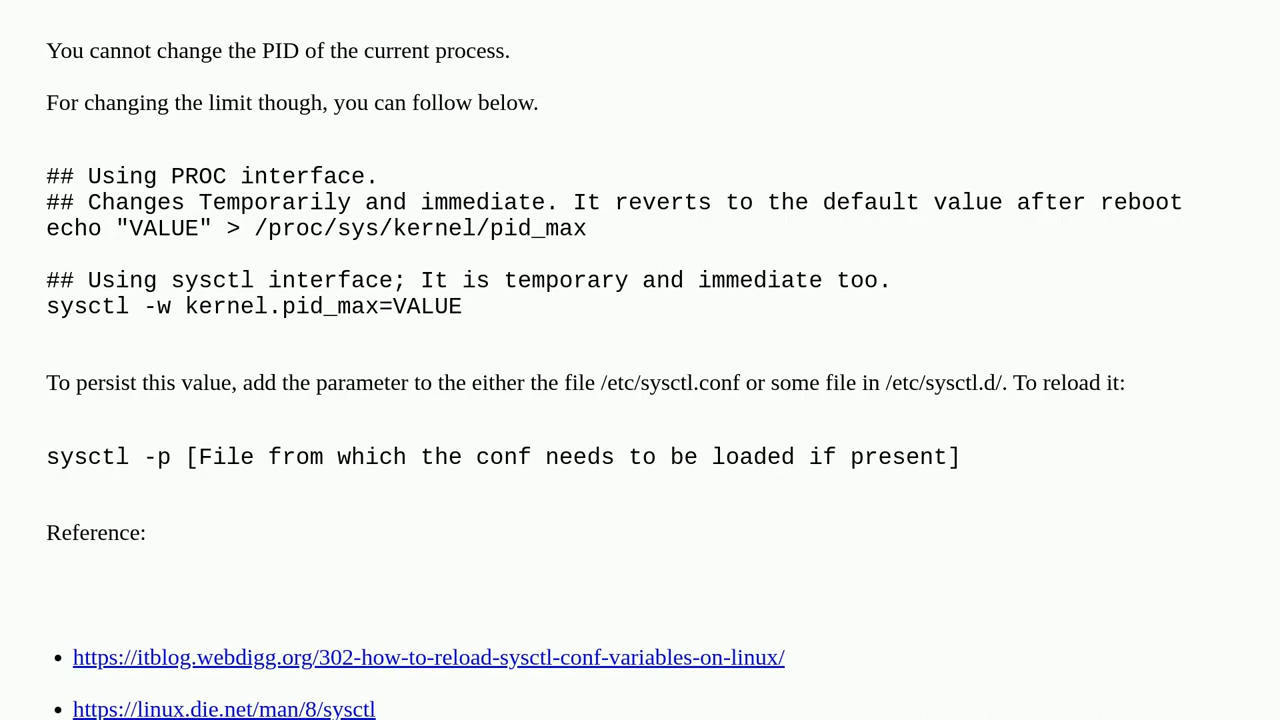 You cannot change the PID of the current process.
For changing the limit though, you can follow below.
## Using PROC interface.
## Changes Temporarily and immediate. It reverts to the default value after reboot
echo "VALUE" > /proc/sys/kernel/pid_max
## Using sysctl interface; It is temporary and immediate too.
sysctl -w kernel.pid_max=VALUE
To persist this value, add the parameter to the either the file /etc/sysctl.conf or some file in /etc/sysctl.d/. To reload it:
sysctl -p [File from which the conf needs to be loaded if present]
Reference:
• https://itblog.webdigg.org/302-how-to-reload-sysctl-conf-variables-on-linux/
• https://linux.die.net/man/8/sysctl